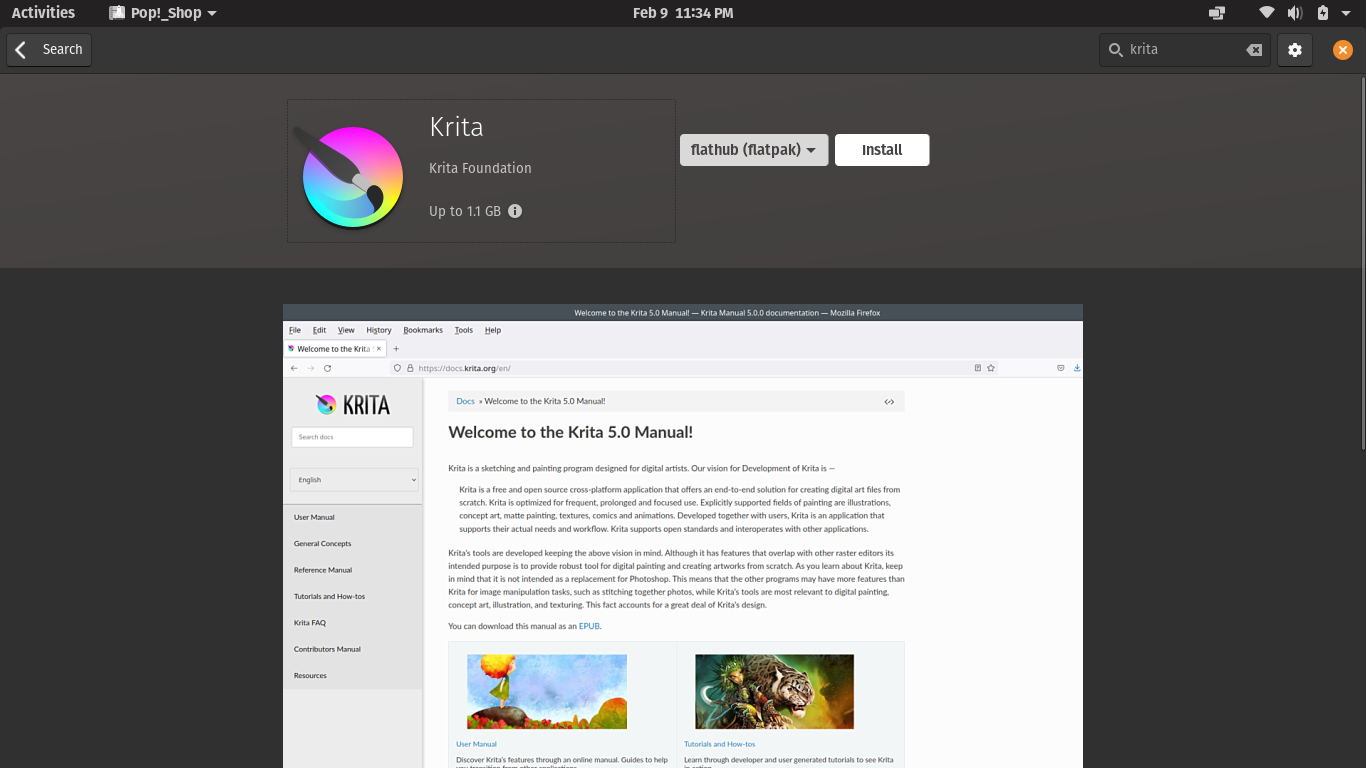 Activities
Pop!_Shop
Feb 9 11:34 PM
Search
krita
Krita
Krita Foundation
Up to 1.1 GB
flathub (flatpak)
Install
Welcome to the Krita 5.0 Manual! — Krita Manual 5.0.0 documentation — Mozilla Firefox
File Edit View History Bookmarks Tools Help
Welcome to the Krita 5
https://docs.krita.org/en/
KRITA
Search docs
English
User Manual
General Concepts
Reference Manual
Tutorials and How-tos
Krita FAQ
Contributors Manual
Resources
Docs » Welcome to the Krita 5.0 Manual!
Welcome to the Krita 5.0 Manual!
Krita is a sketching and painting program designed for digital artists. Our vision for Development of Krita is —
Krita is a free and open source cross-platform application that offers an end-to-end solution for creating digital art files from
scratch. Krita is optimized for frequent, prolonged and focused use. Explicitly supported fields of painting are illustrations,
concept art, matte painting, textures, comics and animations. Developed together with users, Krita is an application that
supports their actual needs and workflow. Krita supports open standards and interoperates with other applications.
Krita's tools are developed keeping the above vision in mind. Although it has features that overlap with other raster editors its
intended purpose is to provide robust tool for digital painting and creating artworks from scratch. As you learn about Krita, keep
in mind that it is not intended as a replacement for Photoshop. This means that the other programs may have more features than
Krita for image manipulation tasks, such as stitching together photos, while Krita's tools are most relevant to digital painting,
concept art, illustration, and texturing. This fact accounts for a great deal of Krita's design.
You can download this manual as an EPUB.
User Manual
Discover Krita's features through an online manual. Guides to help
you transition from other applications.
Tutorials and How-tos
Learn through developer and user generated tutorials to see Krita
in action.